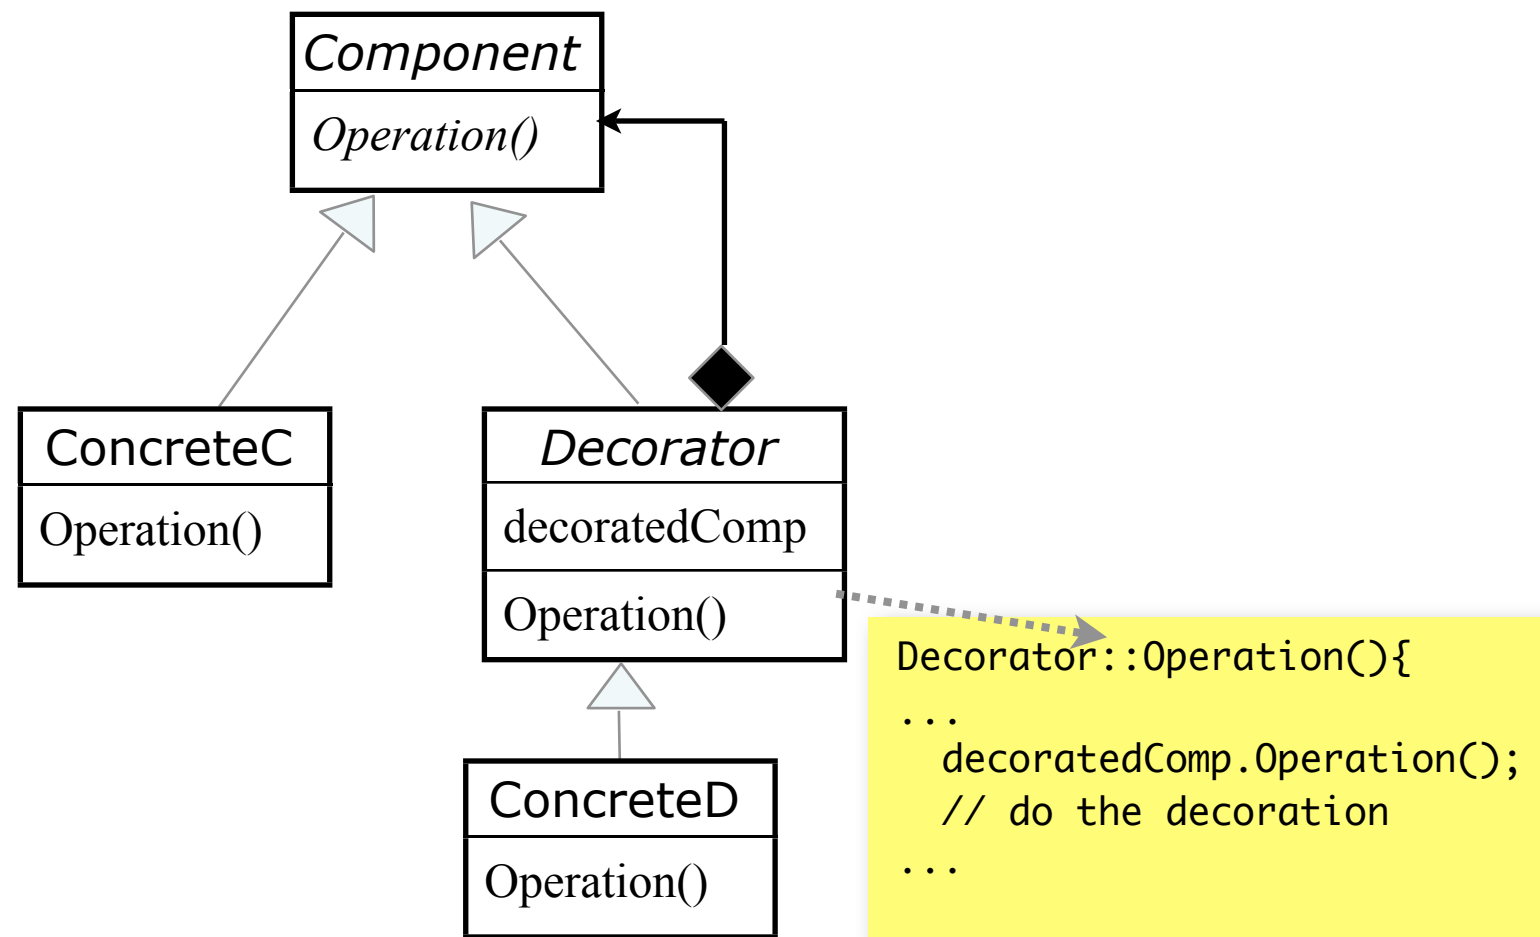 Component
Operation()
ConcreteC
Operation()
Decorator
decoratedComp
Operation()
ConcreteD
Operation()
Decorator::Operation(){
...
decoratedComp.Operation();
// do the decoration
...